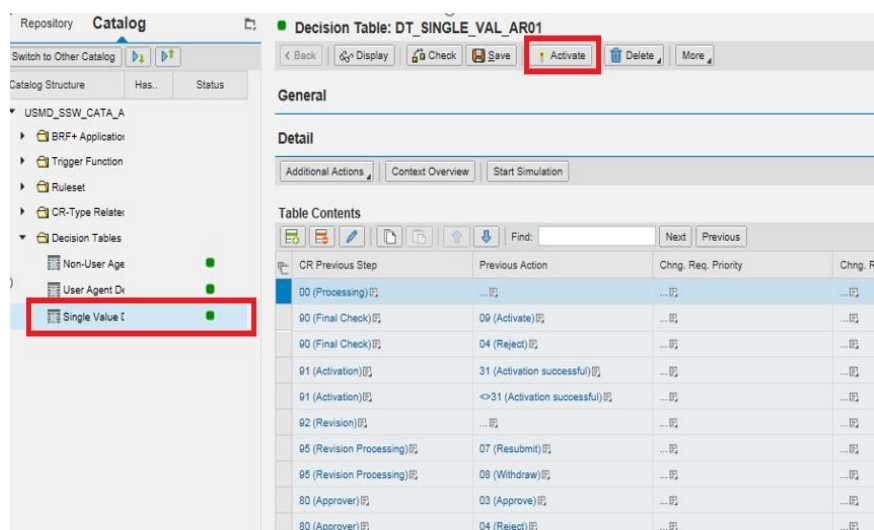 Repository Catalog
Switch to Other Catalog
Catalog Structure Has.. Status
USMD_SSW_CATA_A
BRF+ Application
Trigger Function
Ruleset
CR-Type Related
Decision Tables
Non-User Age
User Agent De
Single Value D
Decision Table: DT_SINGLE_VAL_AR01
< Back Display Check Save Activate Delete More
General
Detail
Additional Actions Context Overview Start Simulation
Table Contents
Find: Next Previous
CR Previous Step Previous Action Chng. Req. Priority Chng. R
00 (Processing) ... ... ...
90 (Final Check) 09 (Activate) ... ...
90 (Final Check) 04 (Reject) ... ...
91 (Activation) 31 (Activation successful) ... ...
91 (Activation) <>31 (Activation successful) ... ...
92 (Revision) ... ... ...
95 (Revision Processing) 07 (Resubmit) ... ...
95 (Revision Processing) 08 (Withdraw) ... ...
80 (Approver) 03 (Approve) ... ...
80 (Approver) 04 (Reject) ... ...